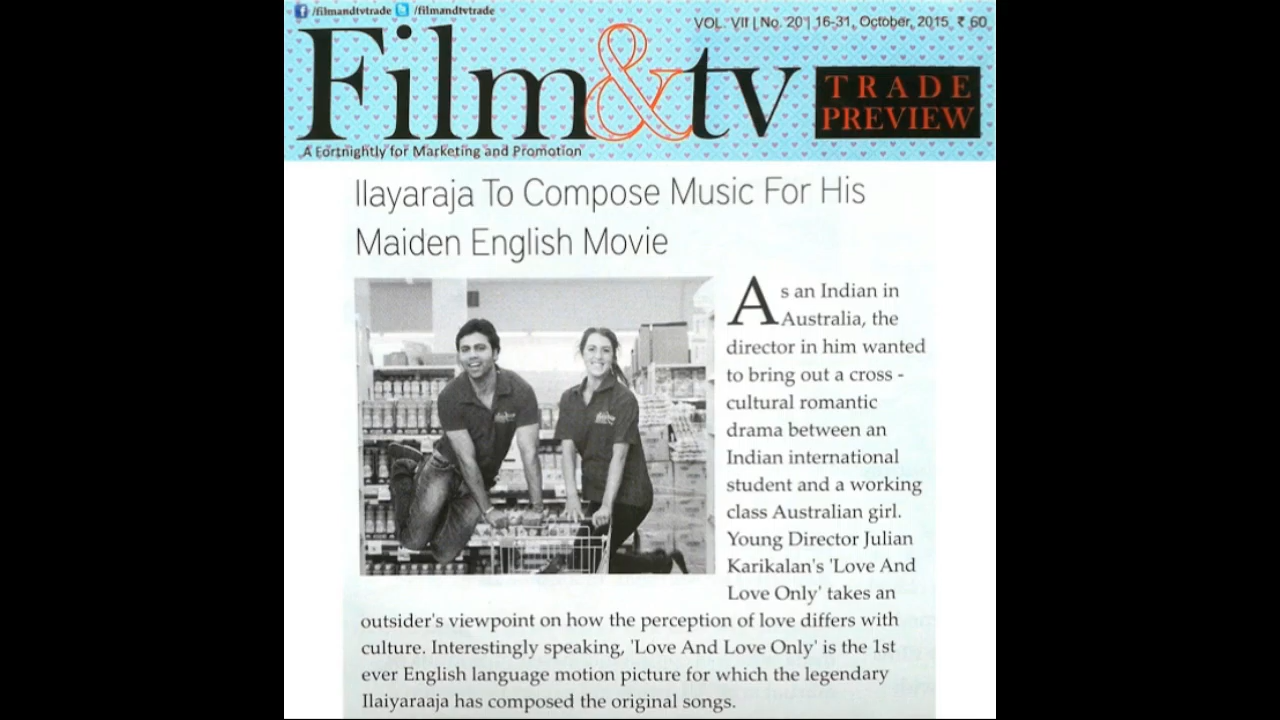 /filmandtvtrade /filmandtvtrade
VOL. VII | No. 20 | 16-31, October, 2015, ₹ 60
Film&tv
TRADE
PREVIEW
A Fortnightly for Marketing and Promotion
Ilayaraja To Compose Music For His
Maiden English Movie
As an Indian in
Australia, the
director in him wanted
to bring out a cross -
cultural romantic
drama between an
Indian international
student and a working
class Australian girl.
Young Director Julian
Karikalan's 'Love And
Love Only' takes an
outsider's viewpoint on how the perception of love differs with
culture. Interestingly speaking, 'Love And Love Only' is the 1st
ever English language motion picture for which the legendary
Ilaiyaraaja has composed the original songs.